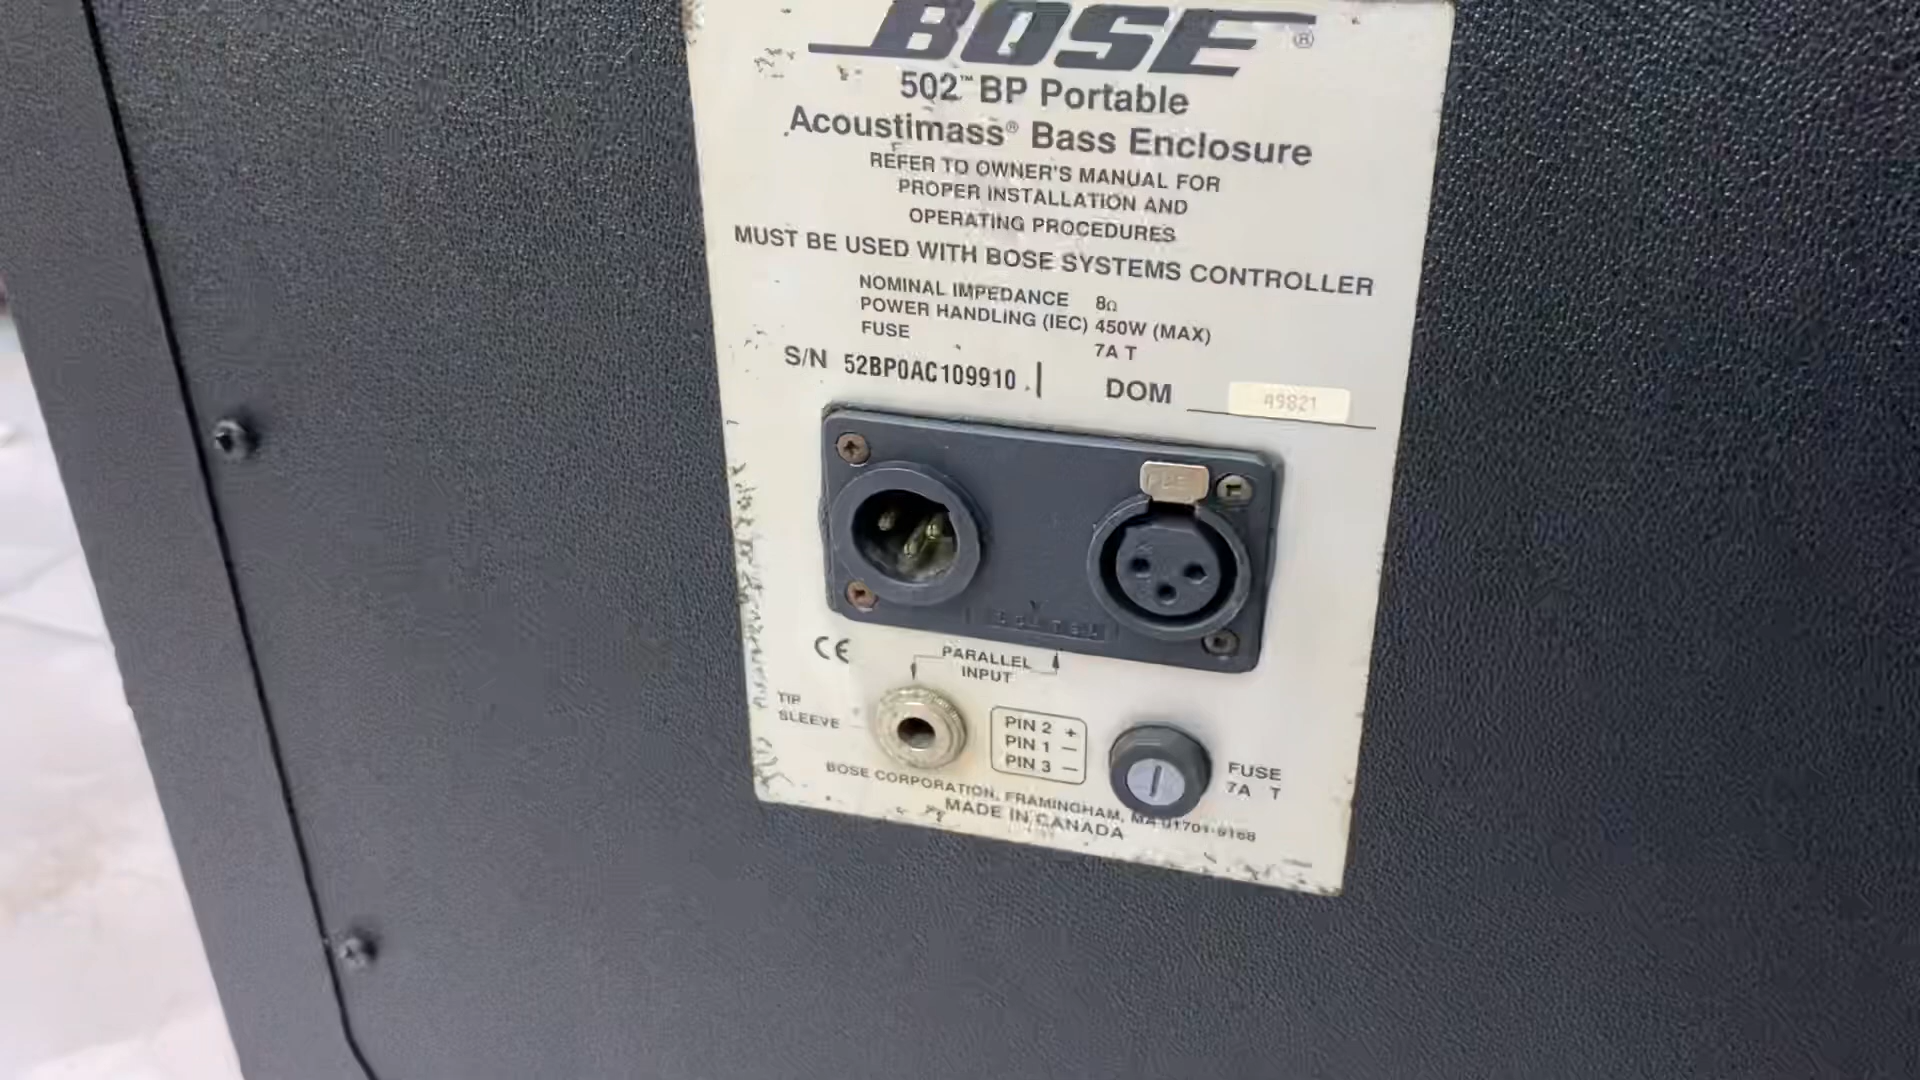 BOSE®
502™ BP Portable
Acoustimass® Bass Enclosure
REFER TO OWNER'S MANUAL FOR
PROPER INSTALLATION AND
OPERATING PROCEDURES
MUST BE USED WITH BOSE SYSTEMS CONTROLLER
NOMINAL IMPEDANCE 8Ω
POWER HANDLING (IEC) 450W (MAX)
FUSE 7A T
S/N 52BP0AC109910 DOM A9821
CE
PARALLEL
INPUT
TIP
SLEEVE
PIN 2 +
PIN 1 –
PIN 3 –
FUSE
7A T
BOSE CORPORATION, FRAMINGHAM, MA 01701-9168
MADE IN CANADA